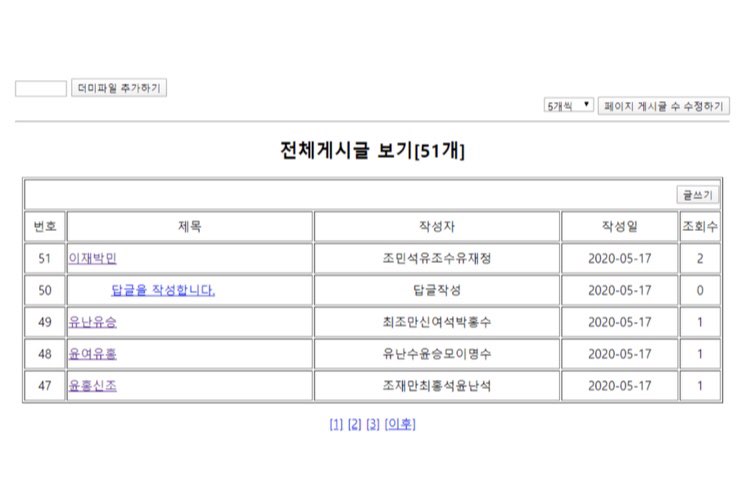 더미파일 추가하기
5개씩 페이지 게시글 수 수정하기
전체게시글 보기[51개]
글쓰기
번호 제목 작성자 작성일 조회수
51 이재박민 조민석유조수유재정 2020-05-17 2
50 답글을 작성합니다. 답글작성 2020-05-17 0
49 유난유승 최조만신여석박홍수 2020-05-17 1
48 윤여유홍 유난수윤승모이명수 2020-05-17 1
47 윤홍신조 조재만최홍석윤난석 2020-05-17 1
[1] [2] [3] [이후]